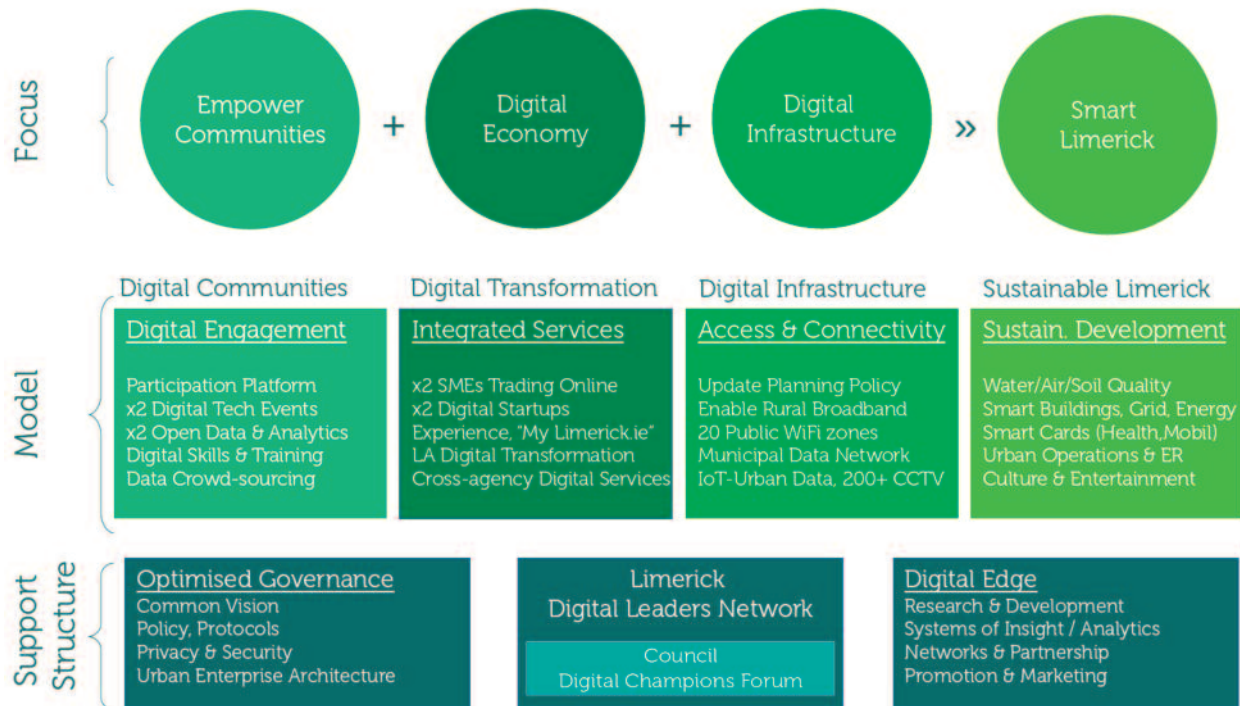 Focus
Empower
Communities
+
Digital
Economy
+
Digital
Infrastructure
»
Smart
Limerick
Model
Digital Communities
Digital Engagement
Participation Platform
x2 Digital Tech Events
x2 Open Data & Analytics
Digital Skills & Training
Data Crowd-sourcing
Digital Transformation
Integrated Services
x2 SMEs Trading Online
x2 Digital Startups
Experience, "My Limerick.ie"
LA Digital Transformation
Cross-agency Digital Services
Digital Infrastructure
Access & Connectivity
Update Planning Policy
Enable Rural Broadband
20 Public WiFi zones
Municipal Data Network
IoT-Urban Data, 200+ CCTV
Sustainable Limerick
Sustain. Development
Water/Air/Soil Quality
Smart Buildings, Grid, Energy
Smart Cards (Health,Mobil)
Urban Operations & ER
Culture & Entertainment
Support
Structure
Optimised Governance
Common Vision
Policy, Protocols
Privacy & Security
Urban Enterprise Architecture
Limerick
Digital Leaders Network
Council
Digital Champions Forum
Digital Edge
Research & Development
Systems of Insight / Analytics
Networks & Partnership
Promotion & Marketing